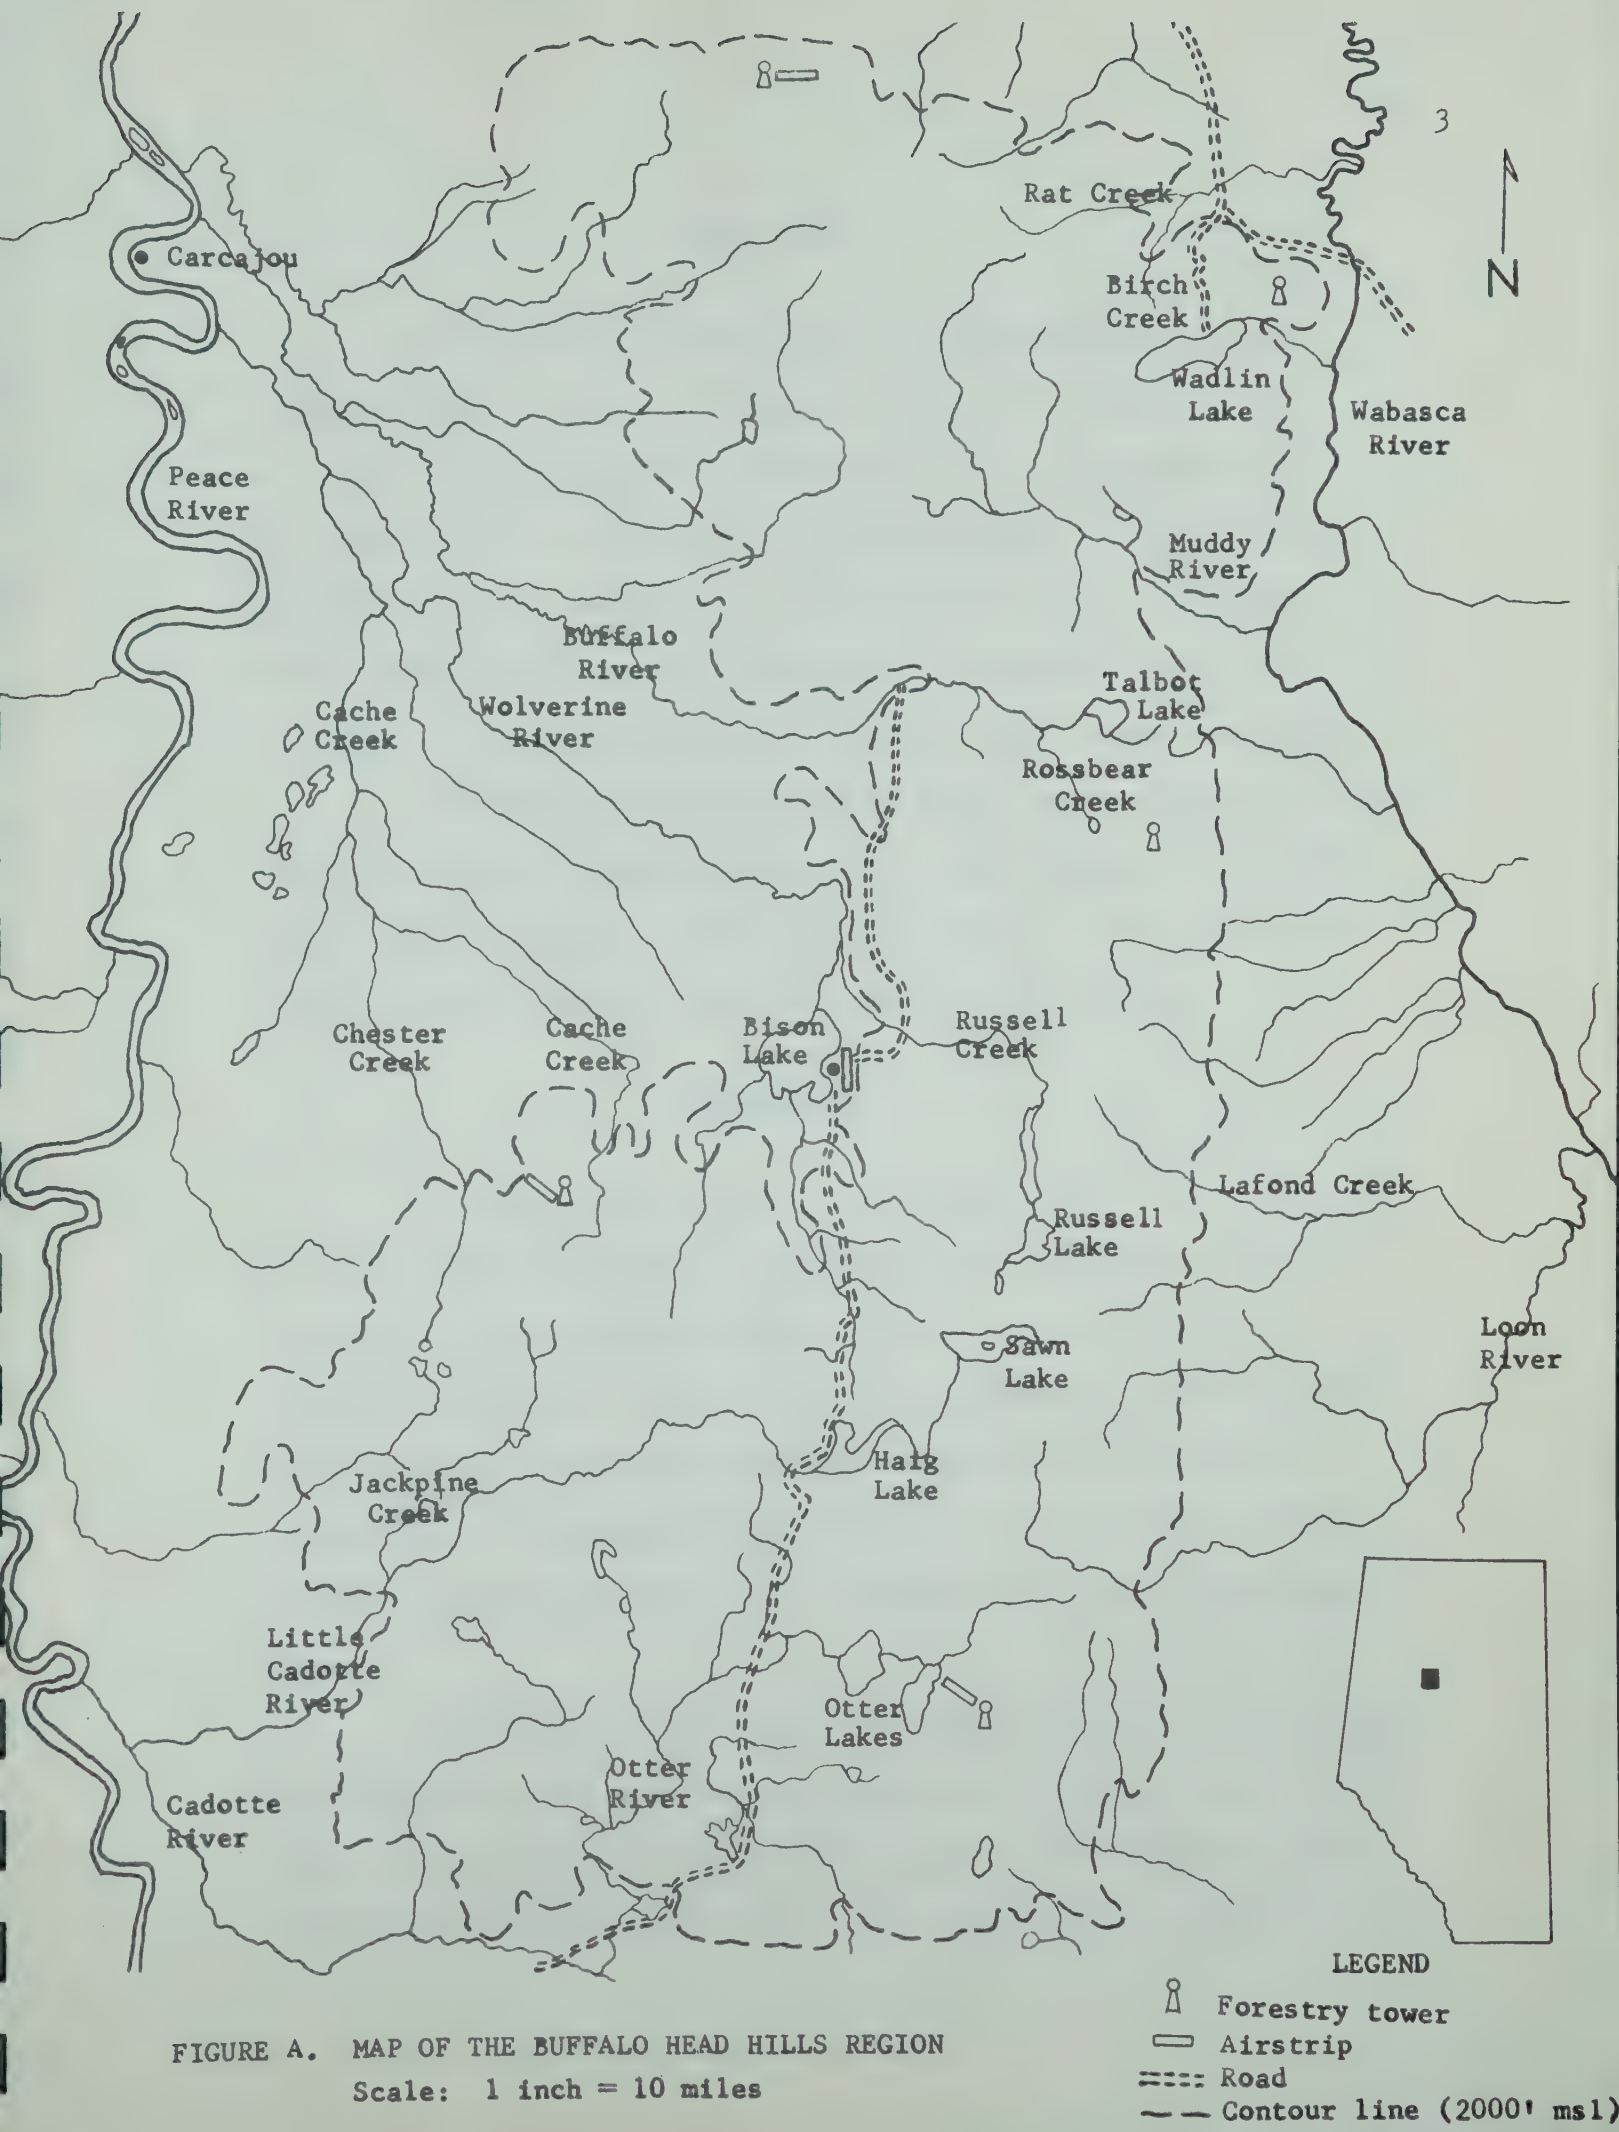 3
N
Rat Creek
Carcajou
Birch
Creek
Wadlin
Lake
Wabasca
River
Peace
River
Muddy
River
Buffalo
River
Talbot
Lake
Cache
Creek
Wolverine
River
Rossbear
Creek
Chester
Creek
Cache
Creek
Bison
Lake
Russell
Creek
Lafond Creek
Russell
Lake
Sawn
Lake
Loon
River
Haig
Lake
Jackpine
Creek
Little
Cadotte
River
Otter
Lakes
Otter
River
Cadotte
River
LEGEND
Forestry tower
Airstrip
Road
Contour line (2000' msl)
FIGURE A. MAP OF THE BUFFALO HEAD HILLS REGION
Scale: 1 inch = 10 miles